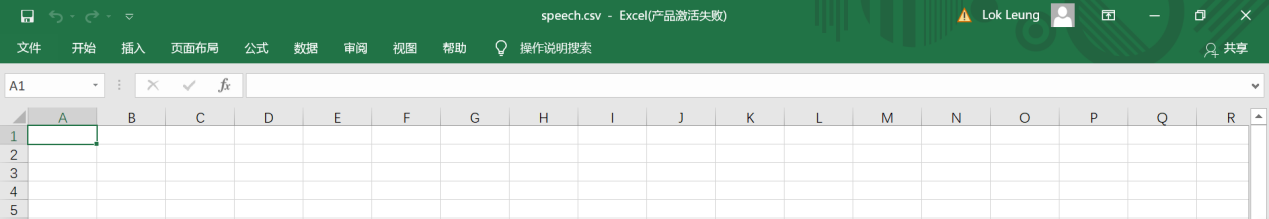 speech.csv - Excel(产品激活失败) Lok Leung
文件 开始 插入 页面布局 公式 数据 审阅 视图 帮助 操作说明搜索 共享
A1 fx
A B C D E F G H I J K L M N O P Q R
1
2
3
4
5